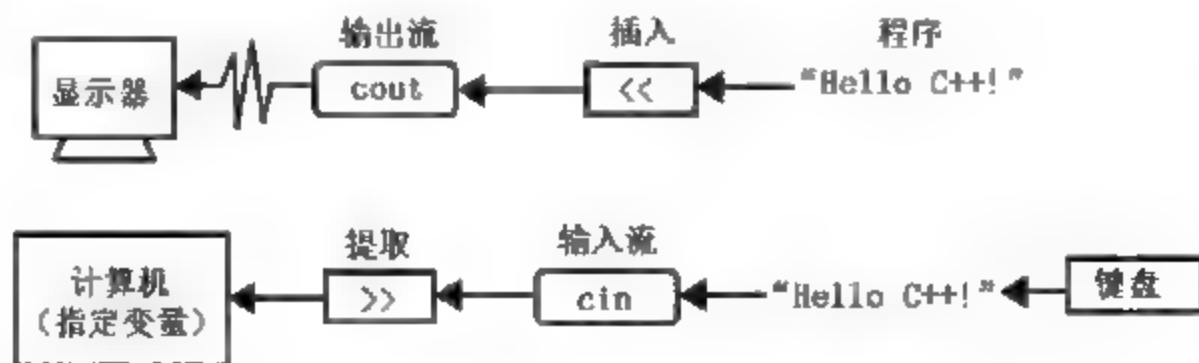 输出流 插入 程序
显示器 cout << “Hello C++!”
提取 输入流
计算机 >> cin “Hello C++!” 键盘
(指定变量)